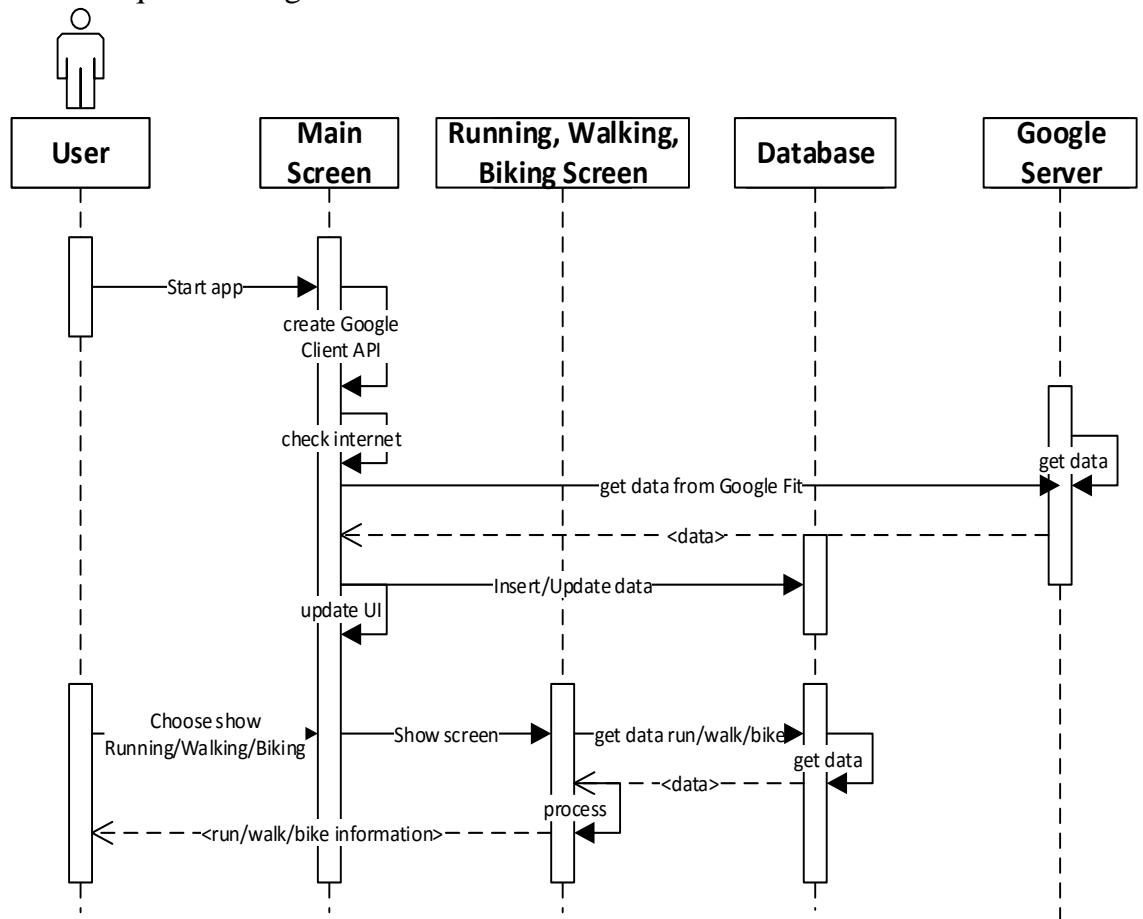 User
Main
Screen
Running, Walking,
Biking Screen
Database
Google
Server
Start app
create Google
Client API
check internet
get data
get data from Google Fit
<data>
Insert/Update data
update UI
Choose show
Running/Walking/Biking
Show screen
get data run/walk/bike
get data
<data>
process
<run/walk/bike information>